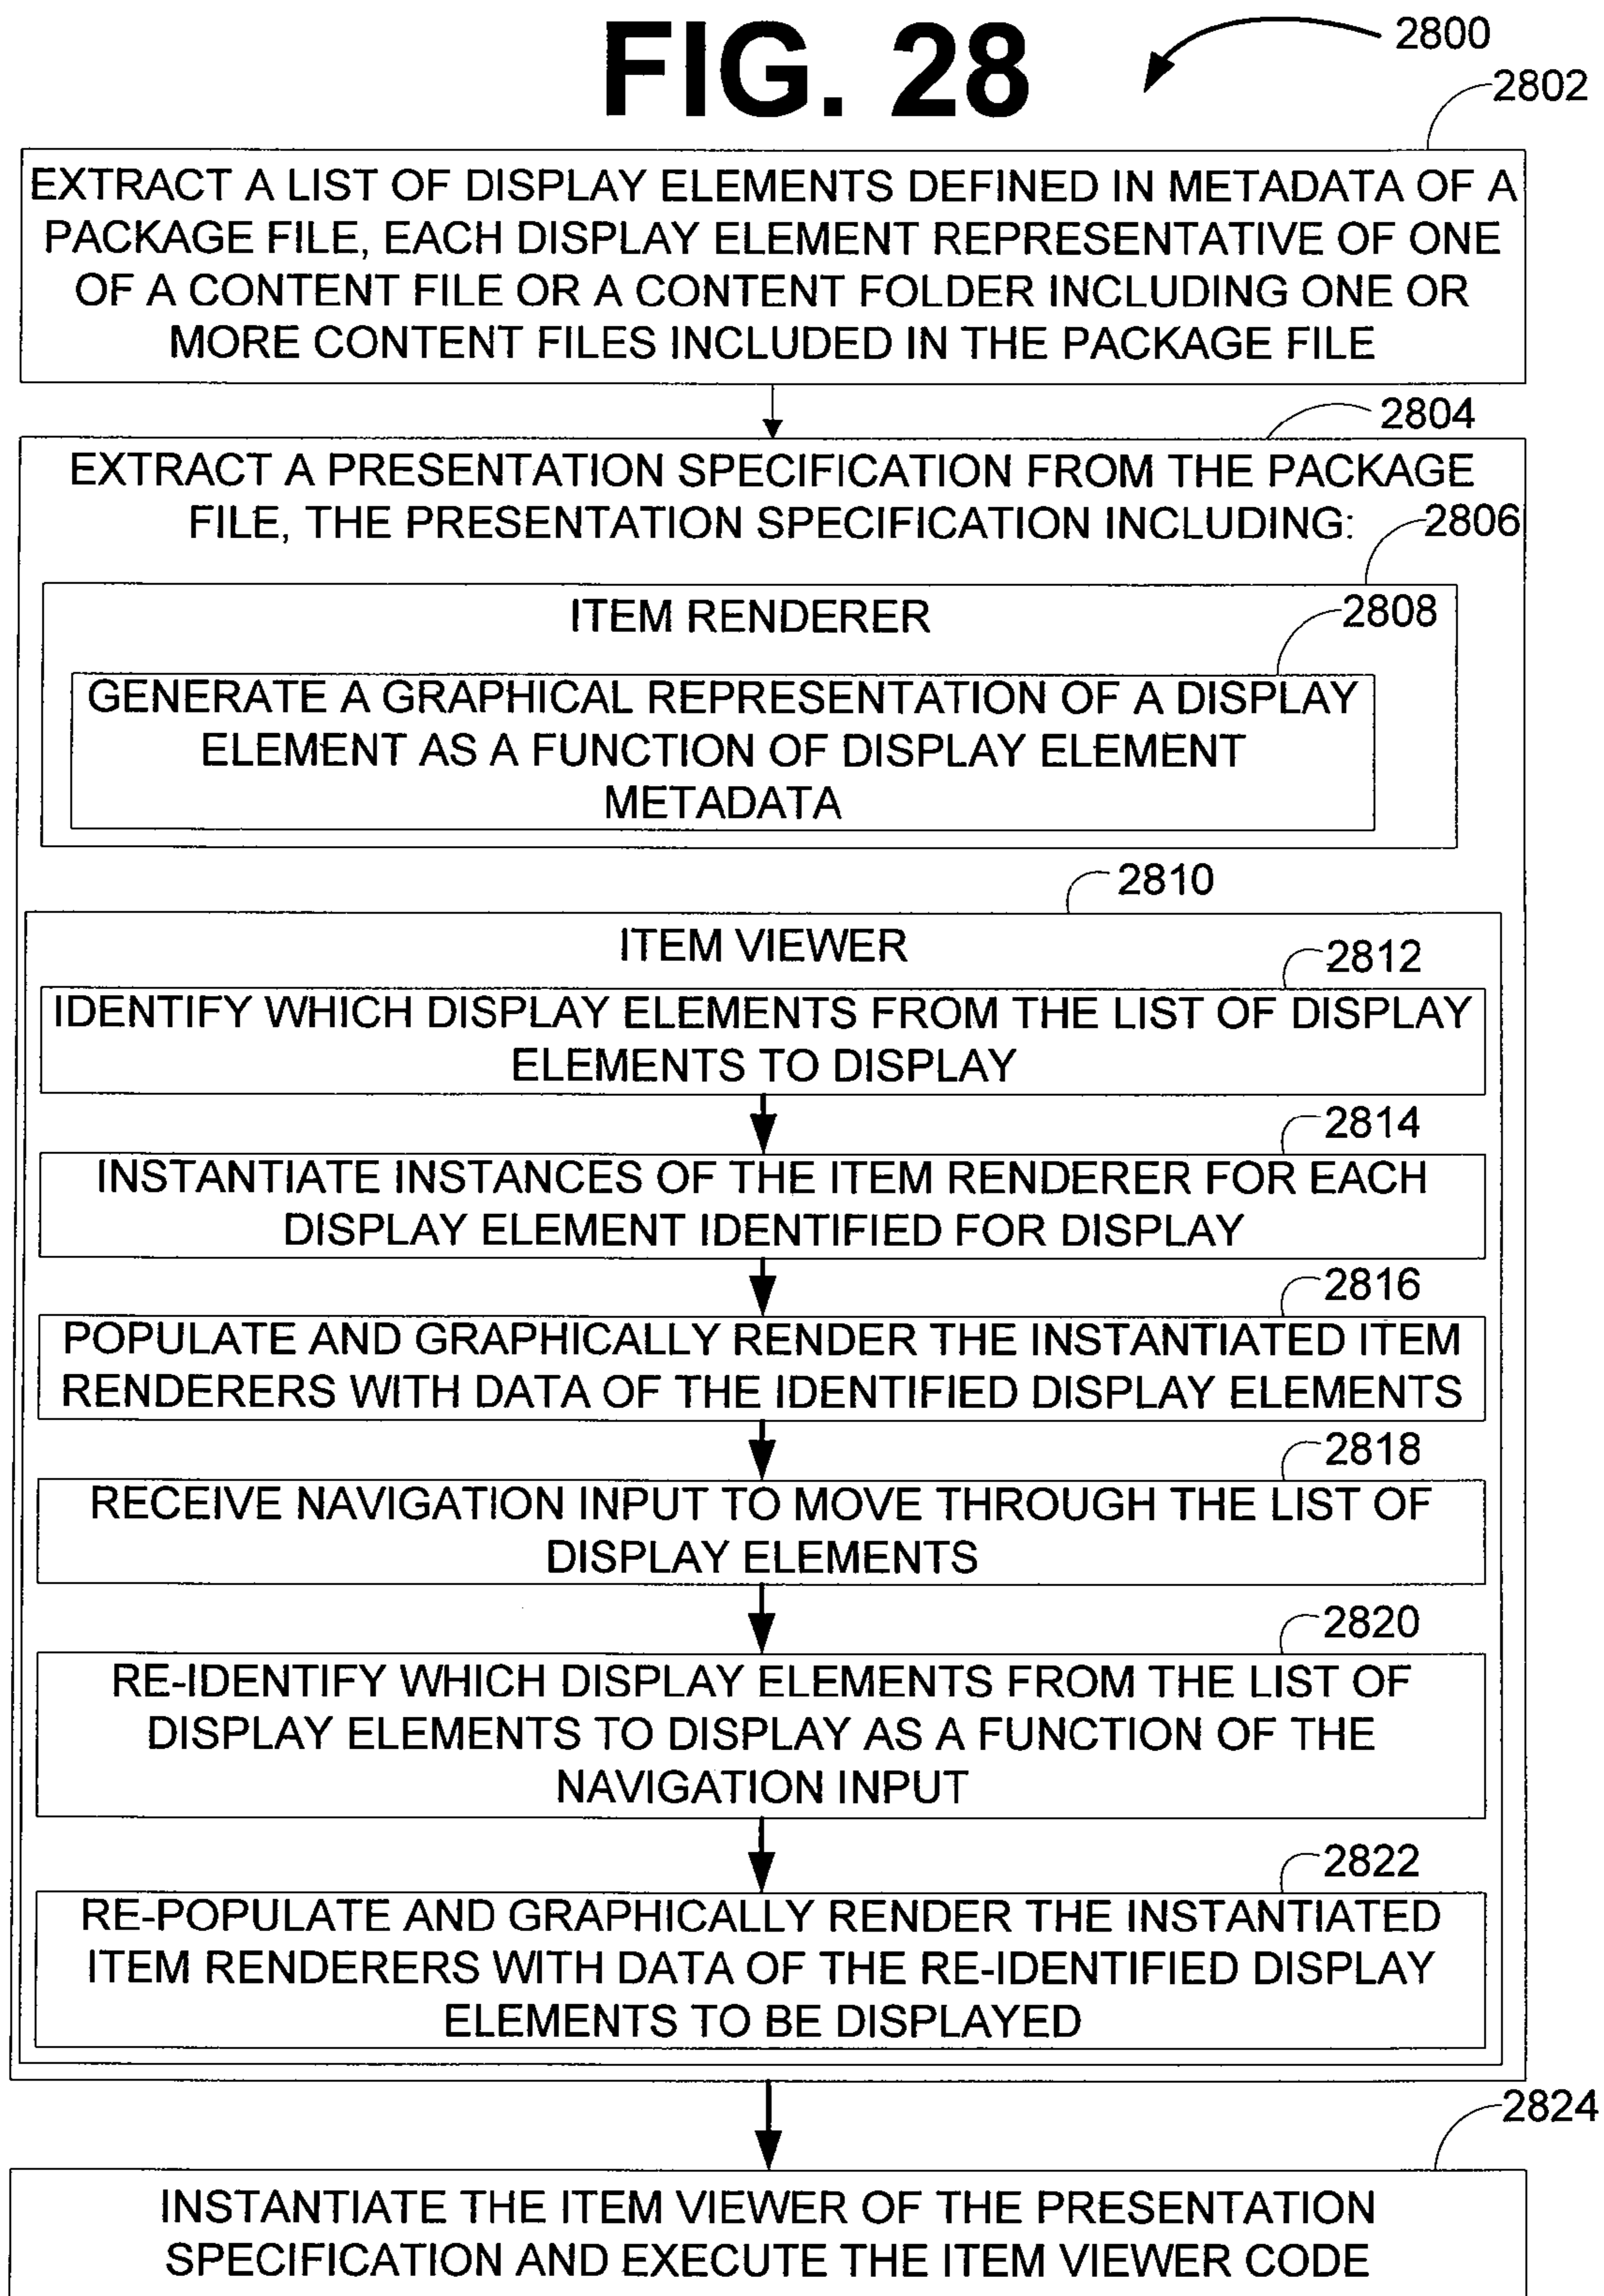 FIG. 28
2800
2802
EXTRACT A LIST OF DISPLAY ELEMENTS DEFINED IN METADATA OF A
PACKAGE FILE, EACH DISPLAY ELEMENT REPRESENTATIVE OF ONE
OF A CONTENT FILE OR A CONTENT FOLDER INCLUDING ONE OR
MORE CONTENT FILES INCLUDED IN THE PACKAGE FILE
2804
EXTRACT A PRESENTATION SPECIFICATION FROM THE PACKAGE
FILE, THE PRESENTATION SPECIFICATION INCLUDING:
2806
ITEM RENDERER
2808
GENERATE A GRAPHICAL REPRESENTATION OF A DISPLAY
ELEMENT AS A FUNCTION OF DISPLAY ELEMENT
METADATA
2810
ITEM VIEWER
2812
IDENTIFY WHICH DISPLAY ELEMENTS FROM THE LIST OF DISPLAY
ELEMENTS TO DISPLAY
2814
INSTANTIATE INSTANCES OF THE ITEM RENDERER FOR EACH
DISPLAY ELEMENT IDENTIFIED FOR DISPLAY
2816
POPULATE AND GRAPHICALLY RENDER THE INSTANTIATED ITEM
RENDERERS WITH DATA OF THE IDENTIFIED DISPLAY ELEMENTS
2818
RECEIVE NAVIGATION INPUT TO MOVE THROUGH THE LIST OF
DISPLAY ELEMENTS
2820
RE-IDENTIFY WHICH DISPLAY ELEMENTS FROM THE LIST OF
DISPLAY ELEMENTS TO DISPLAY AS A FUNCTION OF THE
NAVIGATION INPUT
2822
RE-POPULATE AND GRAPHICALLY RENDER THE INSTANTIATED
ITEM RENDERERS WITH DATA OF THE RE-IDENTIFIED DISPLAY
ELEMENTS TO BE DISPLAYED
2824
INSTANTIATE THE ITEM VIEWER OF THE PRESENTATION
SPECIFICATION AND EXECUTE THE ITEM VIEWER CODE